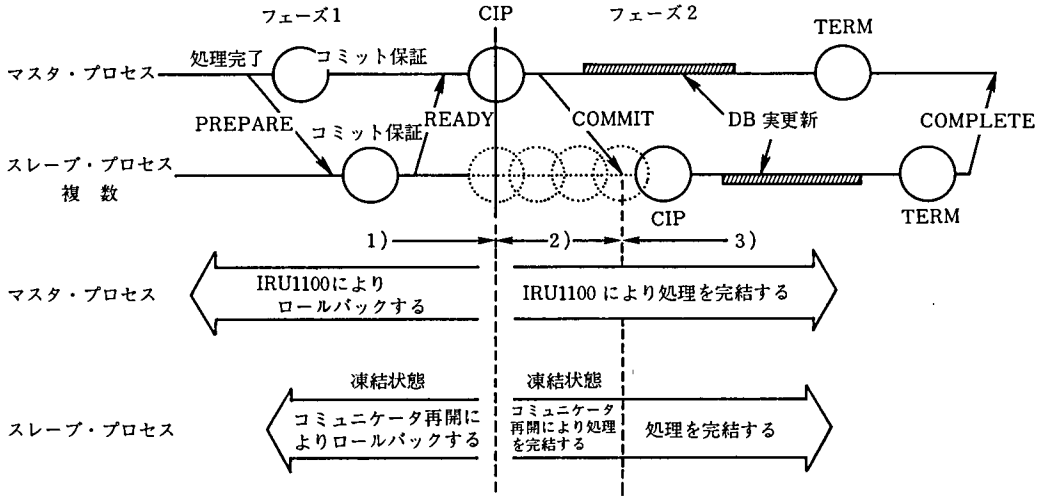 フェーズ1
CIP
フェーズ2
TERM
処理完了
コミット保証
マスタ・プロセス
PREPARE
READY
COMMIT
DB 実更新
COMPLETE
コミット保証
スレーブ・プロセス
複 数
CIP
TERM
1)
2)
3)
マスタ・プロセス
IRU1100により
ロールバックする
IRU1100 により処理を完結する
凍結状態
凍結状態
スレーブ・プロセス
コミュニケータ再開に
よりロールバックする
コミュニケータ
再開により処理
を完結する
処理を完結する